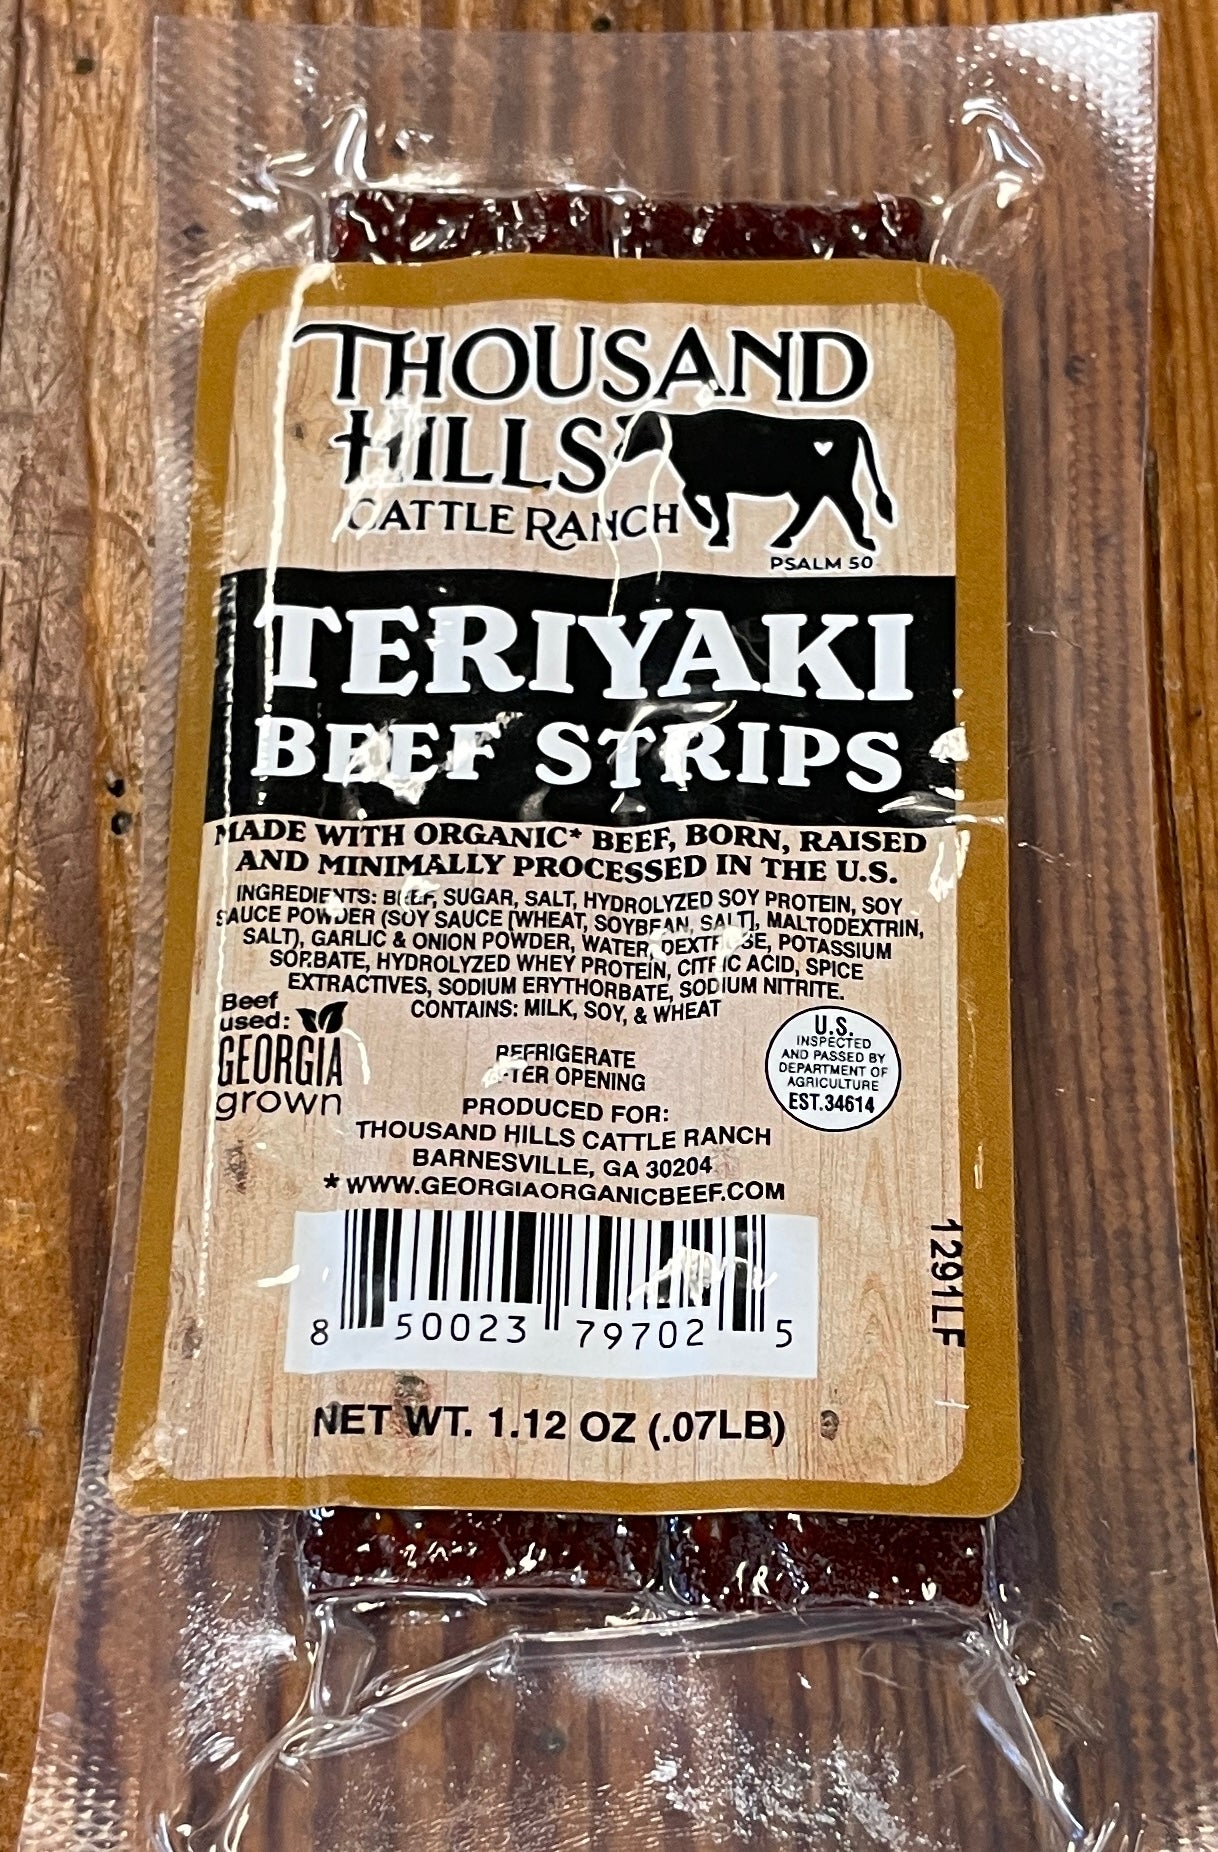 THOUSAND
HILLS
CATTLE RANCH
PSALM 50
TERIYAKI
BEEF STRIPS
MADE WITH ORGANIC* BEEF, BORN, RAISED
AND MINIMALLY PROCESSED IN THE U.S.
INGREDIENTS: BEEF, SUGAR, SALT, HYDROLYZED SOY PROTEIN, SOY
SAUCE POWDER (SOY SAUCE [WHEAT, SOYBEAN, SALT], MALTODEXTRIN,
SALT), GARLIC & ONION POWDER, WATER, DEXTROSE, POTASSIUM
SORBATE, HYDROLYZED WHEY PROTEIN, CITRIC ACID, SPICE
EXTRACTIVES, SODIUM ERYTHORBATE, SODIUM NITRITE.
CONTAINS: MILK, SOY, & WHEAT
Beef
used:
GEORGIA
grown
REFRIGERATE
AFTER OPENING
U.S.
INSPECTED
AND PASSED BY
DEPARTMENT OF
AGRICULTURE
EST.34614
PRODUCED FOR:
THOUSAND HILLS CATTLE RANCH
BARNESVILLE, GA 30204
* WWW.GEORGIAORGANICBEEF.COM
1291LF
8 50023 79702 5
NET WT. 1.12 OZ (.07LB)